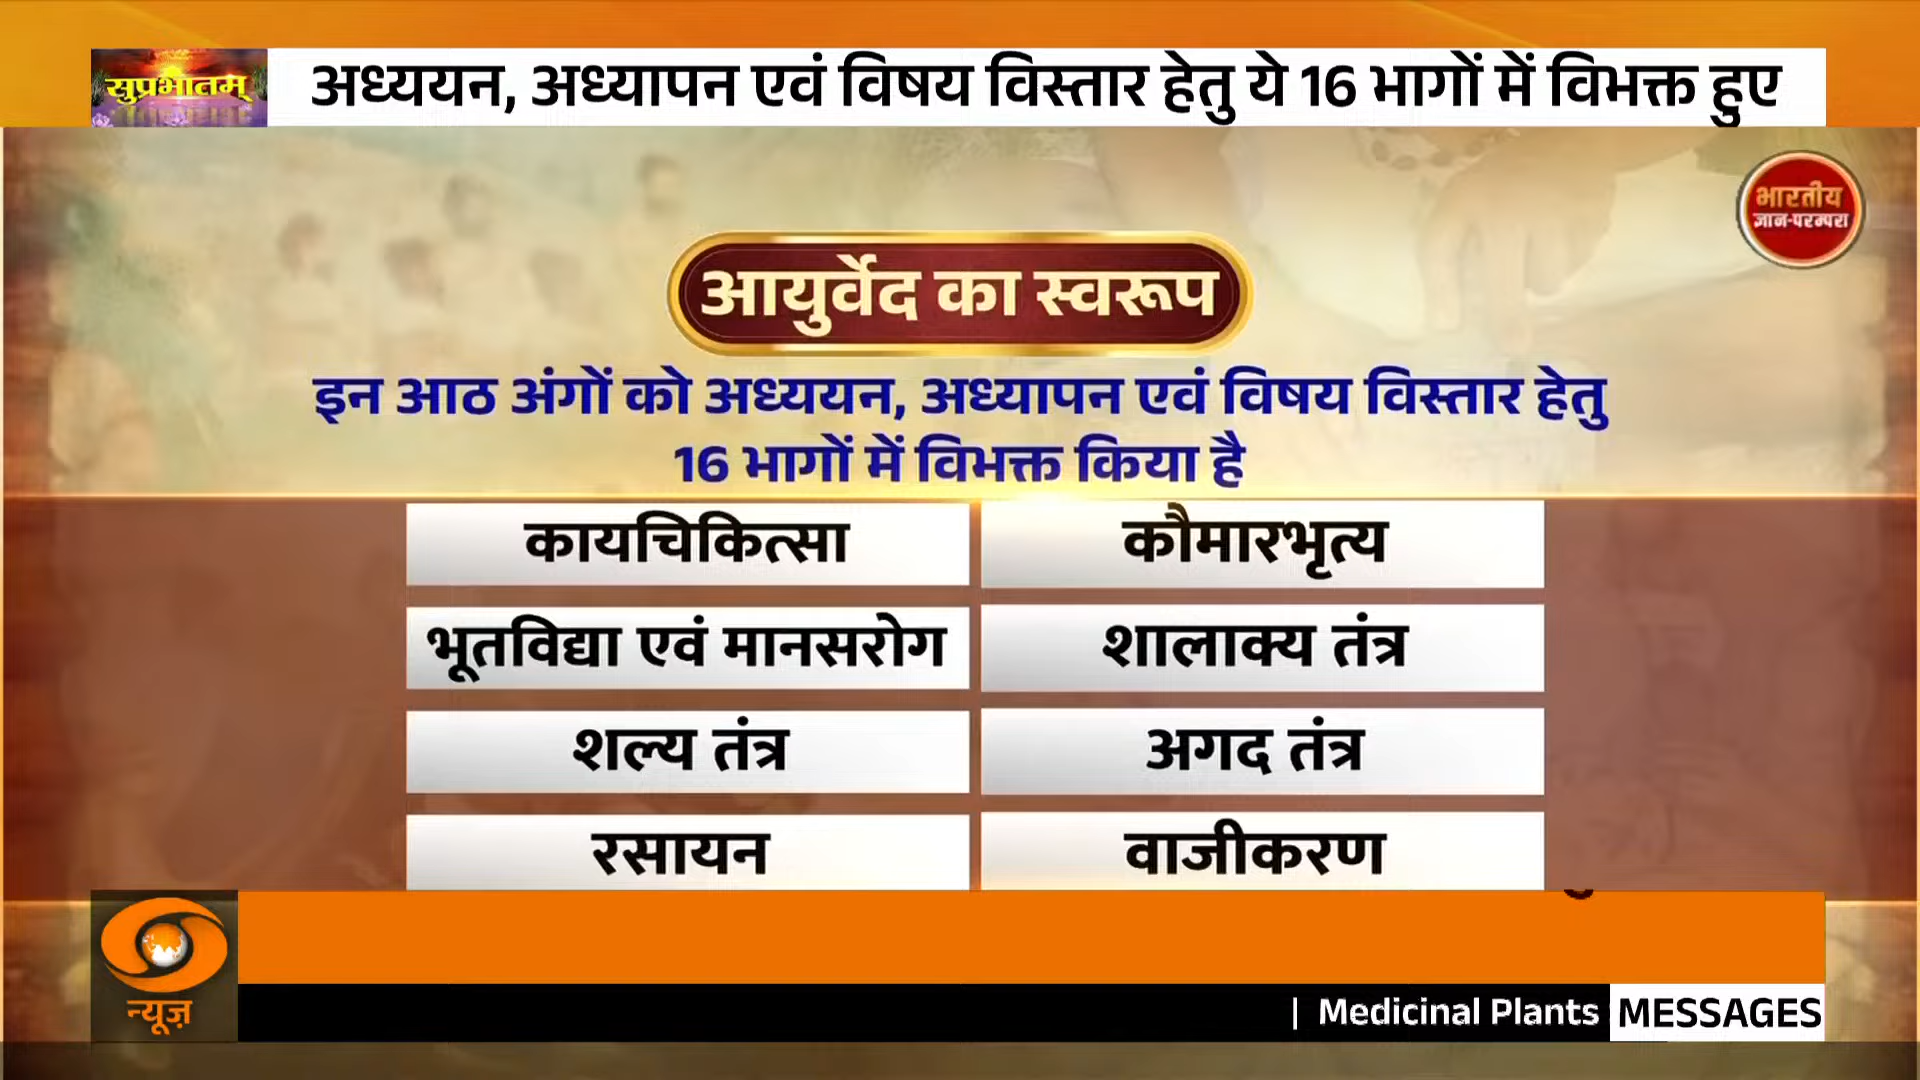 सुप्रभातम्
अध्ययन, अध्यापन एवं विषय विस्तार हेतु ये 16 भागों में विभक्त हुए
भारतीय
ज्ञान-परम्परा
आयुर्वेद का स्वरूप
इन आठ अंगों को अध्ययन, अध्यापन एवं विषय विस्तार हेतु
16 भागों में विभक्त किया है
कायचिकित्सा
कौमारभृत्य
भूतविद्या एवं मानसरोग
शालाक्य तंत्र
शल्य तंत्र
अगद तंत्र
रसायन
वाजीकरण
न्यूज़
| Medicinal Plants
MESSAGES